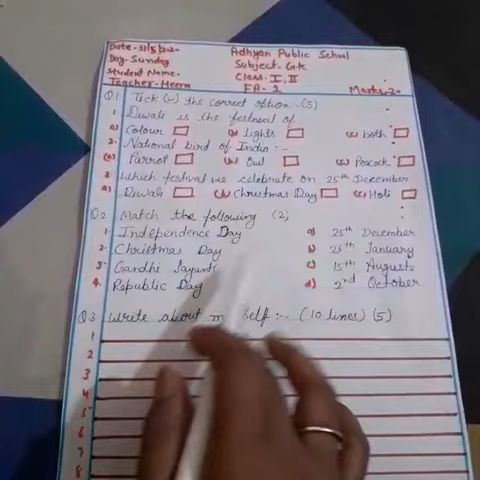 Date- 31/5/20 Adhyan Public School
Day- Sunday Subject- G.K
Student Name- Class- I, II
Teacher- Heena FA- 1 Marks-20
Q1 Tick (✓) the correct option. (3)
1. Diwali is the festival of
a) Colour b) Lights c) both
2. National bird of India :-
a) Parrot b) Owl c) Peacock
3. Which festival we celebrate on 25th December
a) Diwali b) Christmas Day c) Holi
Q.2 Match the following (2)
1. Independence Day a) 25th December
2. Christmas Day b) 26th January
3. Gandhi Jayanti c) 15th August
4. Republic Day d) 2nd October
Q3 Write about self :- (10 lines) (5)
1
2
3
4
5
6
7
8